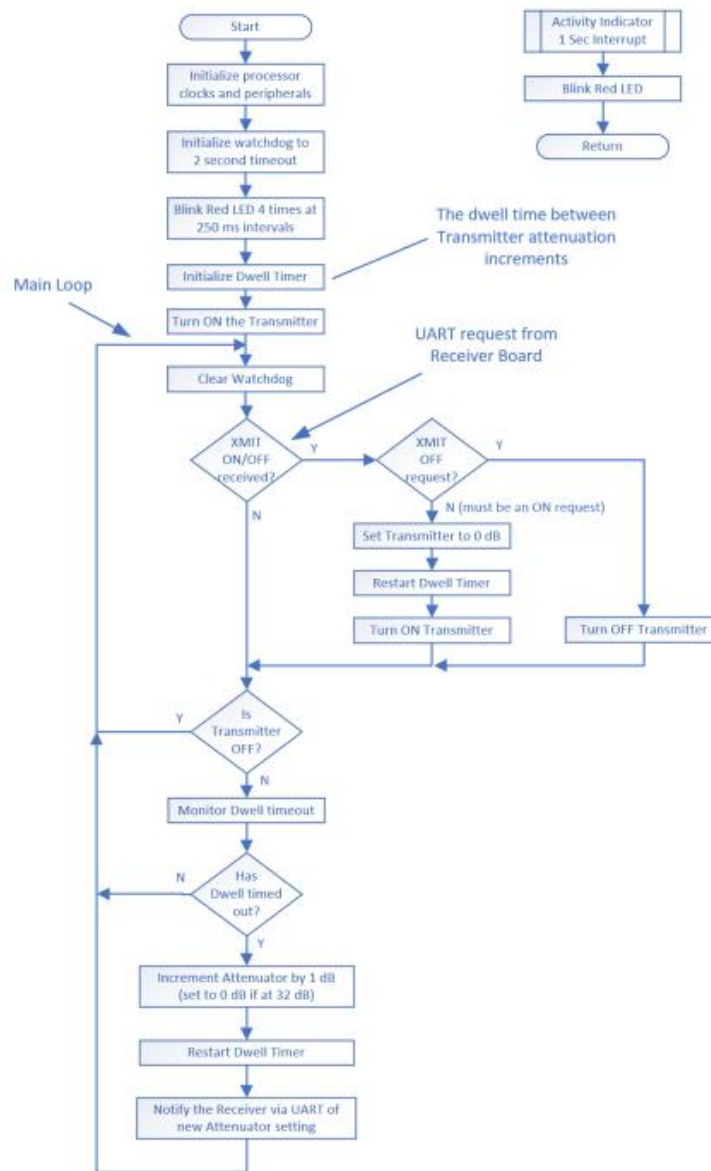 Start
Initialize processor
clocks and peripherals
Initialize watchdog to
2 second timeout
Blink Red LED 4 times at
250 ms intervals
Initialize Dwell Timer
Turn ON the Transmitter
Clear Watchdog
Activity Indicator
1 Sec Interrupt
Blink Red LED
Return
The dwell time between
Transmitter attenuation
increments
Main Loop
UART request from
Receiver Board
XMIT
ON/OFF
received?
Y
N
XMIT
OFF
request?
Y
N (must be an ON request)
Set Transmitter to 0 dB
Restart Dwell Timer
Turn ON Transmitter
Turn OFF Transmitter
Is
Transmitter
OFF?
Y
N
Monitor Dwell timeout
Has
Dwell timed
out?
N
Y
Increment Attenuator by 1 dB
(set to 0 dB if at 32 dB)
Restart Dwell Timer
Notify the Receiver via UART of
new Attenuator setting